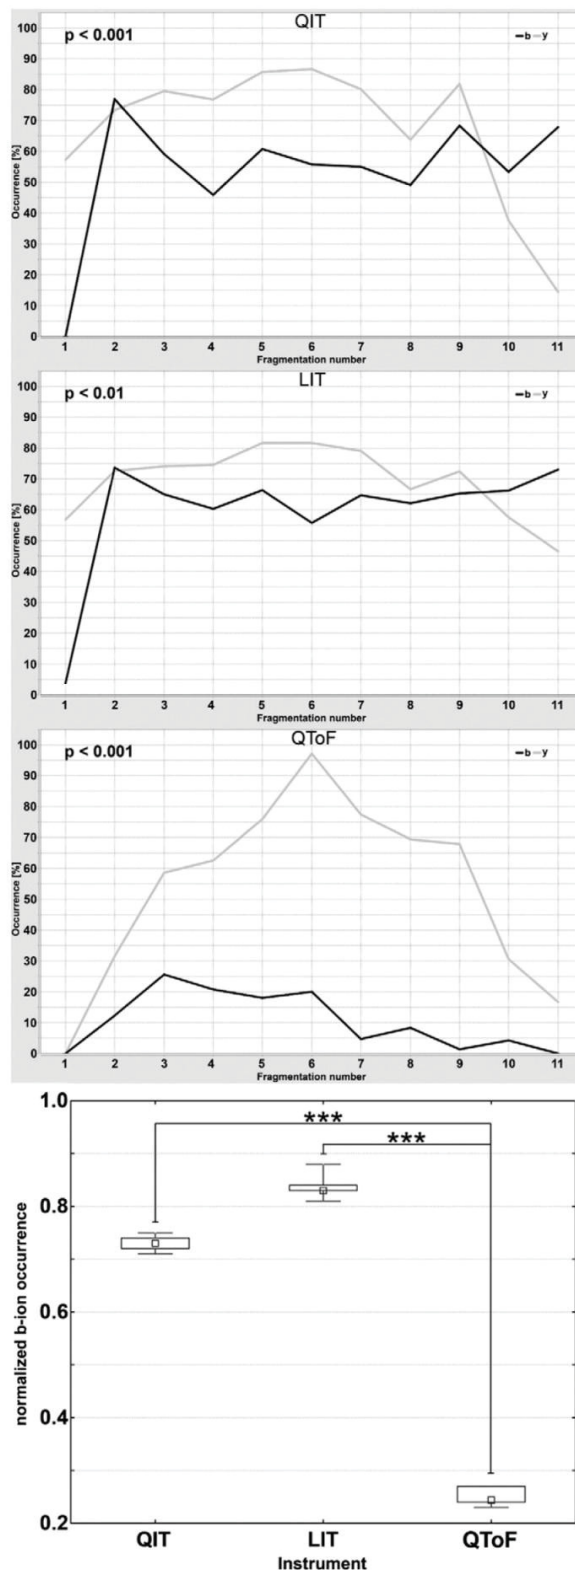 QIT
p < 0.001
b y
Occurrence [%]
100
90
80
70
60
50
40
30
20
10
0
1 2 3 4 5 6 7 8 9 10 11
Fragmentation number
LIT
p < 0.01
b y
Occurrence [%]
100
90
80
70
60
50
40
30
20
10
0
1 2 3 4 5 6 7 8 9 10 11
Fragmentation number
QToF
p < 0.001
b y
Occurrence [%]
100
90
80
70
60
50
40
30
20
10
0
1 2 3 4 5 6 7 8 9 10 11
Fragmentation number
normalized b-ion occurrence
1.0
0.8
0.6
0.4
0.2
***
***
QIT LIT QToF
Instrument